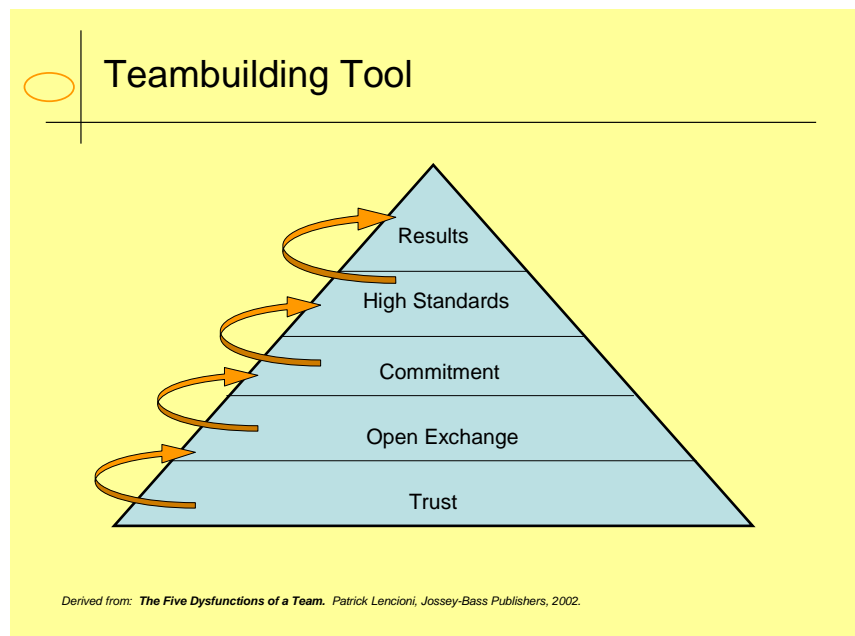 Teambuilding Tool
Results
High Standards
Commitment
Open Exchange
Trust
Derived from: The Five Dysfunctions of a Team. Patrick Lencioni, Jossey-Bass Publishers, 2002.